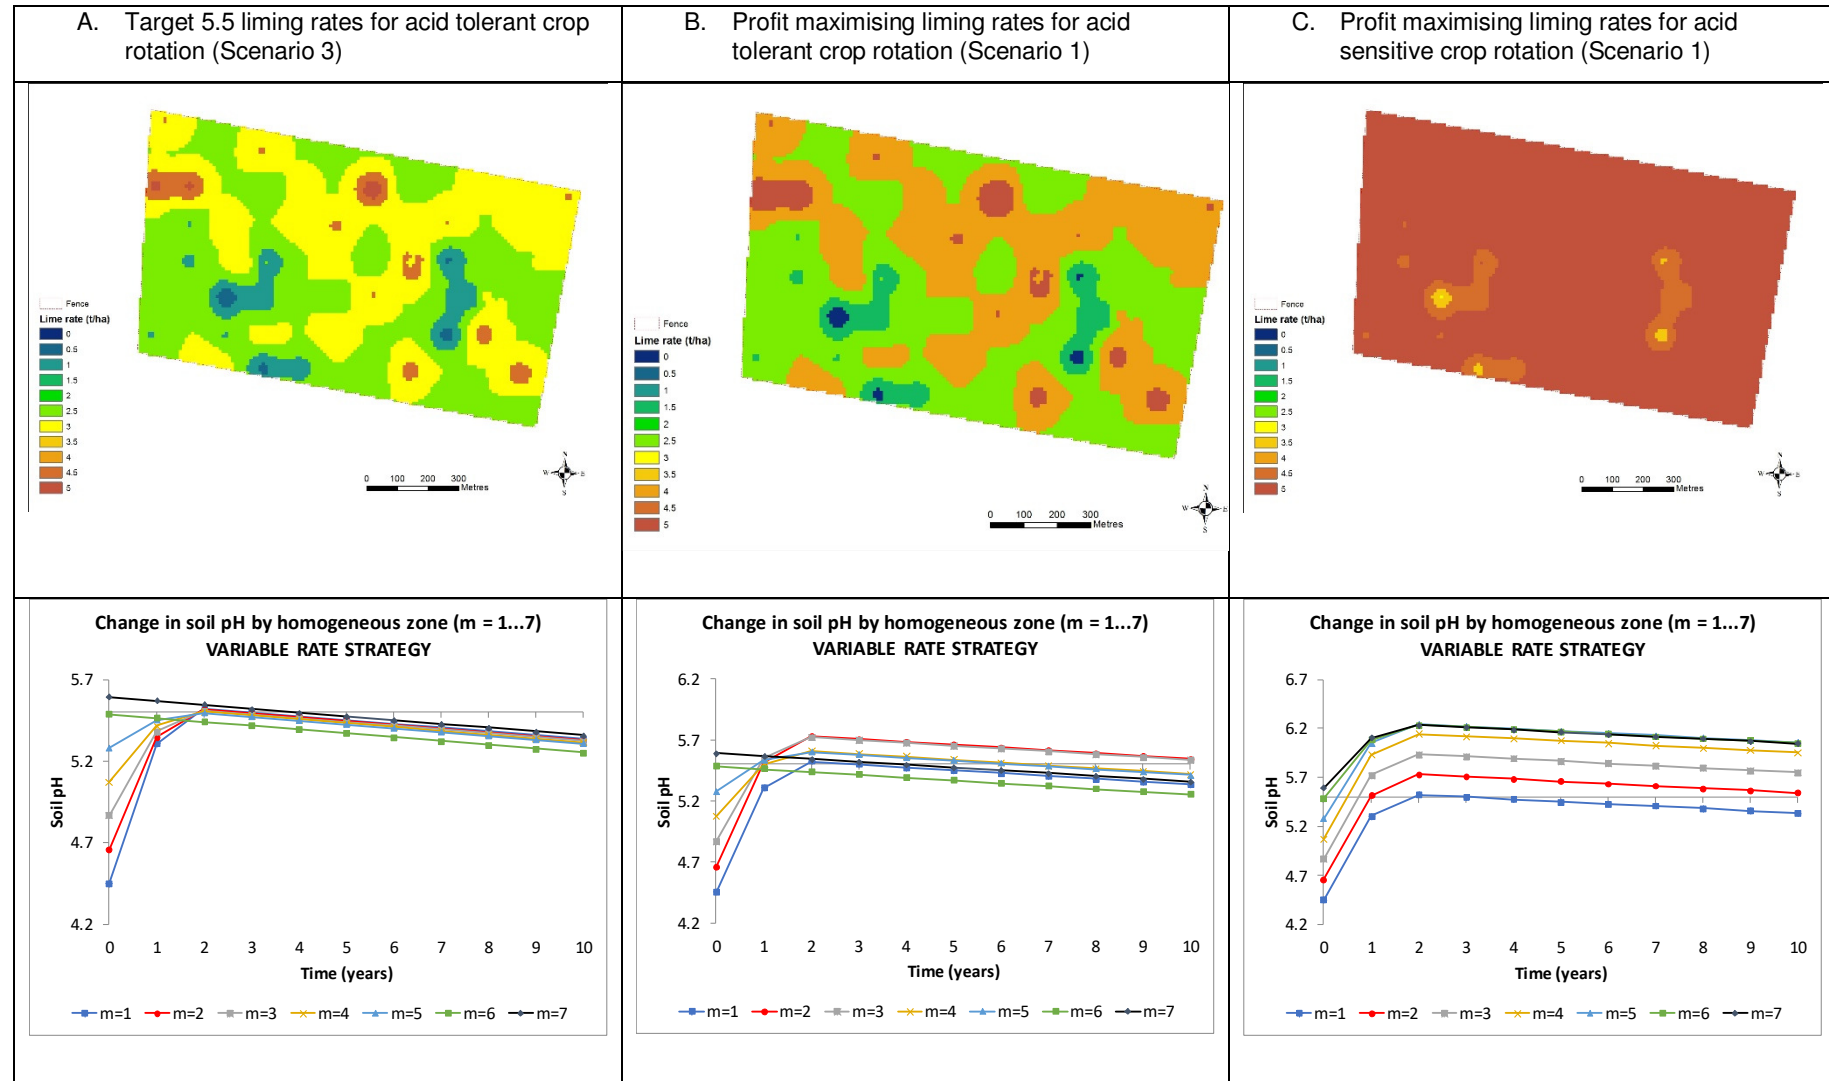 A. Target 5.5 liming rates for acid tolerant crop
rotation (Scenario 3)
B. Profit maximising liming rates for acid
tolerant crop rotation (Scenario 1)
C. Profit maximising liming rates for acid
sensitive crop rotation (Scenario 1)
Fence
Lime rate (t/ha)
0
0.5
1
1.5
2
2.5
3
3.5
4
4.5
5
0 100 200 300
Metres
N
W E
S
Fence
Lime rate (t/ha)
0
0.5
1
1.5
2
2.5
3
3.5
4
4.5
5
0 100 200 300
Metres
N
W E
S
Fence
Lime rate (t/ha)
0
0.5
1
1.5
2
2.5
3
3.5
4
4.5
5
0 100 200 300
Metres
N
W E
S
Change in soil pH by homogeneous zone (m = 1...7)
VARIABLE RATE STRATEGY
5.7
5.2
4.7
4.2
Soil pH
0 1 2 3 4 5 6 7 8 9 10
Time (years)
m=1 m=2 m=3 m=4 m=5 m=6 m=7
Change in soil pH by homogeneous zone (m = 1...7)
VARIABLE RATE STRATEGY
6.2
5.7
5.2
4.7
4.2
Soil pH
0 1 2 3 4 5 6 7 8 9 10
Time (years)
m=1 m=2 m=3 m=4 m=5 m=6 m=7
Change in soil pH by homogeneous zone (m = 1...7)
VARIABLE RATE STRATEGY
6.7
6.2
5.7
5.2
4.7
4.2
Soil pH
0 1 2 3 4 5 6 7 8 9 10
Time (years)
m=1 m=2 m=3 m=4 m=5 m=6 m=7